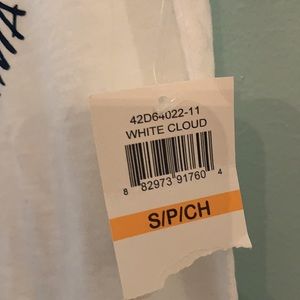 42D64022-11
WHITE CLOUD
8 82973 91760 4
S/P/CH